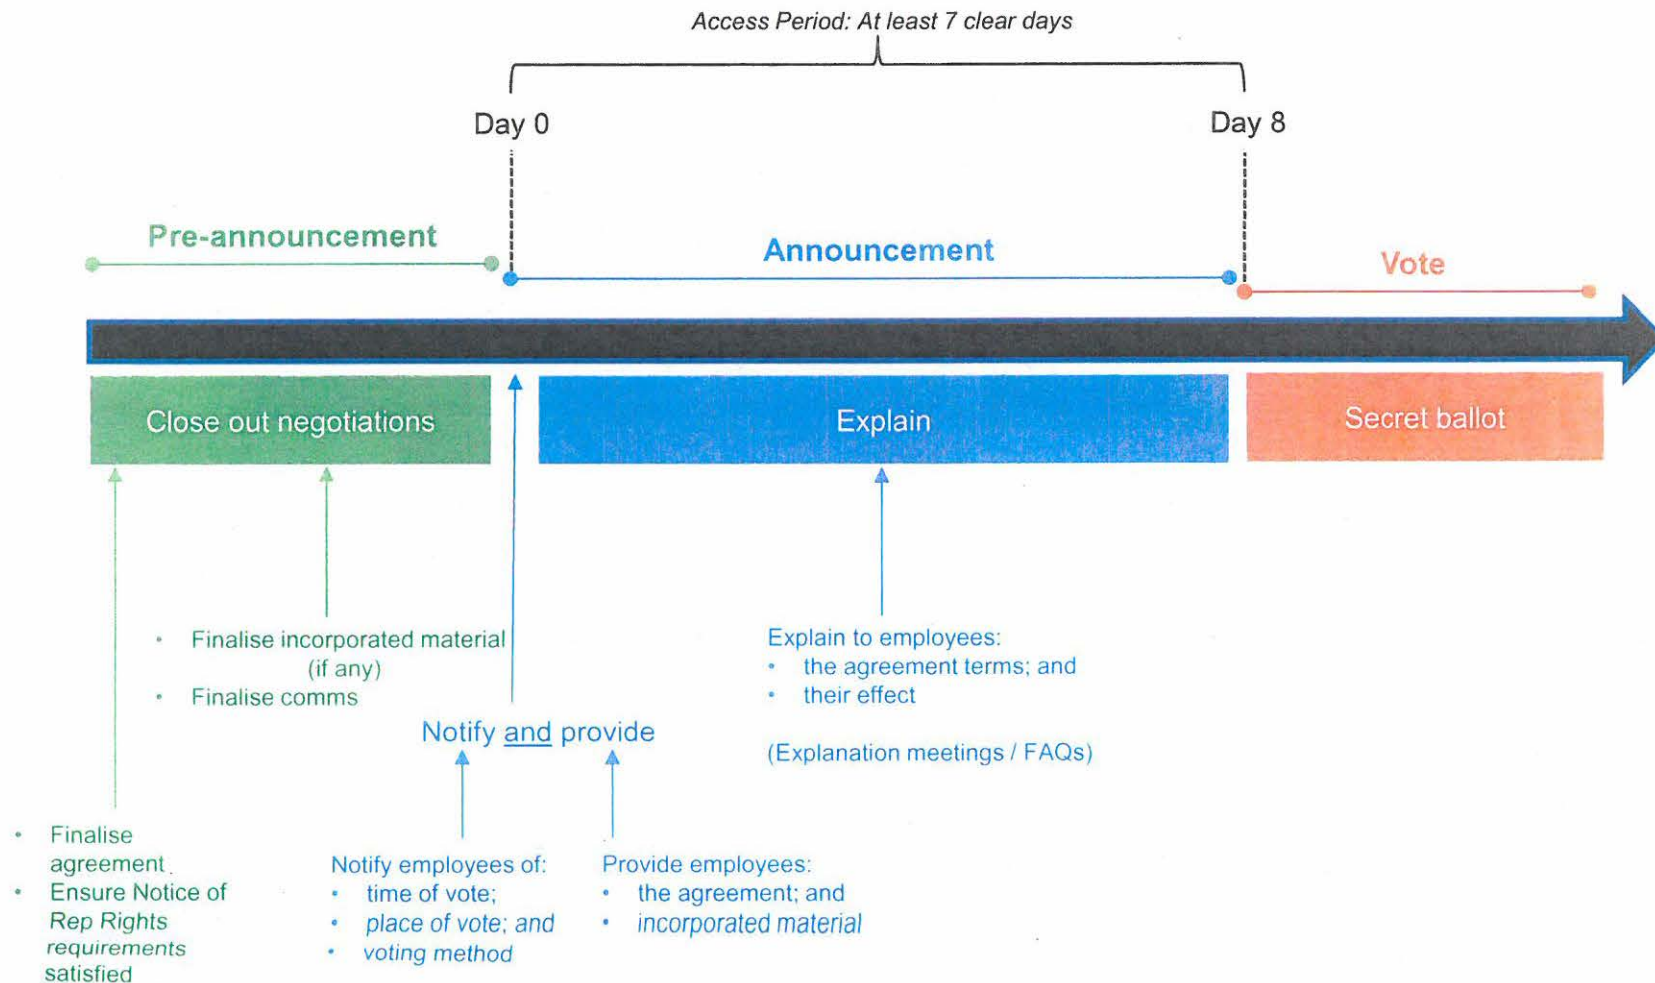 Access Period: At least 7 clear days
Day 0
Day 8
Pre-announcement
Announcement
Vote
Close out negotiations
Explain
Secret ballot
• Finalise incorporated material
(if any)
• Finalise comms
Explain to employees:
• the agreement terms; and
• their effect
(Explanation meetings / FAQs)
Notify and provide
• Finalise
agreement
• Ensure Notice of
Rep Rights
requirements
satisfied
Notify employees of:
• time of vote;
• place of vote; and
• voting method
Provide employees:
• the agreement; and
• incorporated material